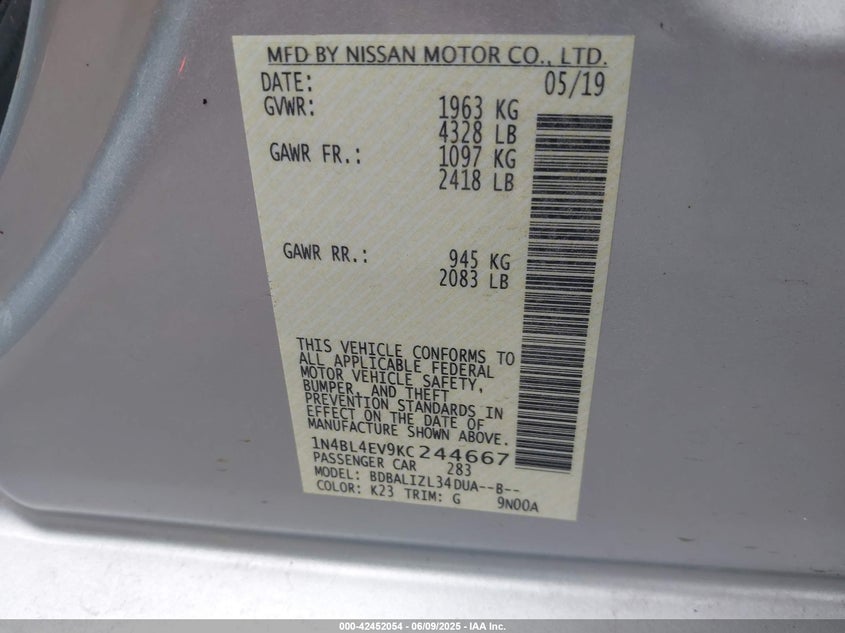 MFD BY NISSAN MOTOR CO., LTD.
DATE: 05/19
GVWR: 1963 KG
4328 LB
GAWR FR.: 1097 KG
2418 LB
GAWR RR.: 945 KG
2083 LB
THIS VEHICLE CONFORMS TO
ALL APPLICABLE FEDERAL
MOTOR VEHICLE SAFETY,
BUMPER, AND THEFT
PREVENTION STANDARDS IN
EFFECT ON THE DATE OF
MANUFACTURE SHOWN ABOVE.
1N4BL4EV9KC244667
PASSENGER CAR 283
MODEL: BDBALIZL34DUA--B--
COLOR: K23 TRIM: G 9N00A
000-42452054 - 06/09/2025 - IAA Inc.